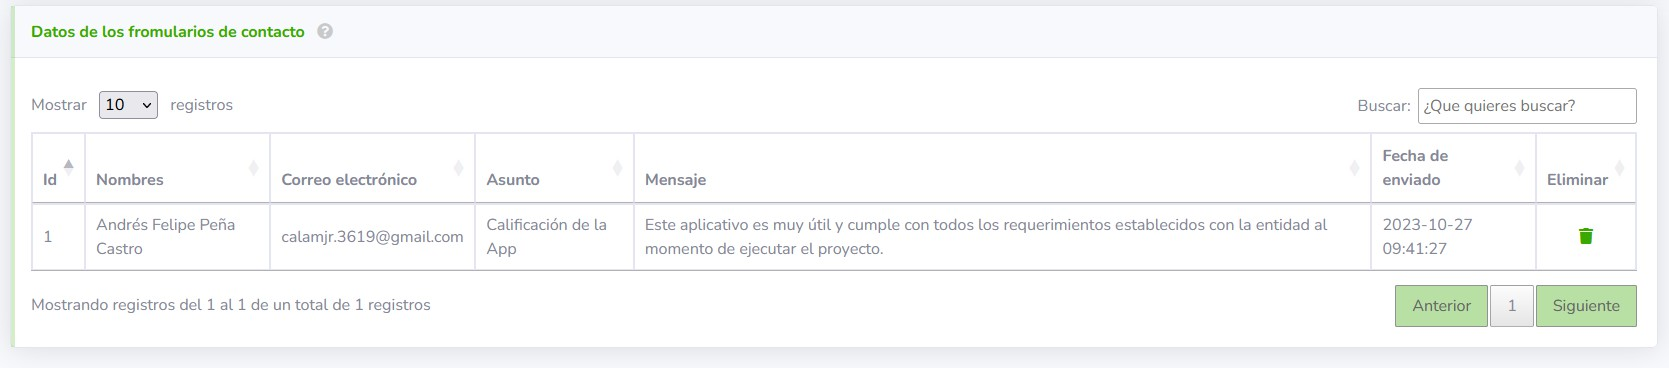 Datos de los fromularios de contacto ?
Mostrar 10 registros
Buscar: ¿Que quieres buscar?
Id
Nombres
Correo electrónico
Asunto
Mensaje
Fecha de
enviado
Eliminar
1
Andrés Felipe Peña
Castro
calamjr.3619@gmail.com
Calificación de la
App
Este aplicativo es muy útil y cumple con todos los requerimientos establecidos con la entidad al
momento de ejecutar el proyecto.
2023-10-27
09:41:27
Mostrando registros del 1 al 1 de un total de 1 registros
Anterior 1 Siguiente